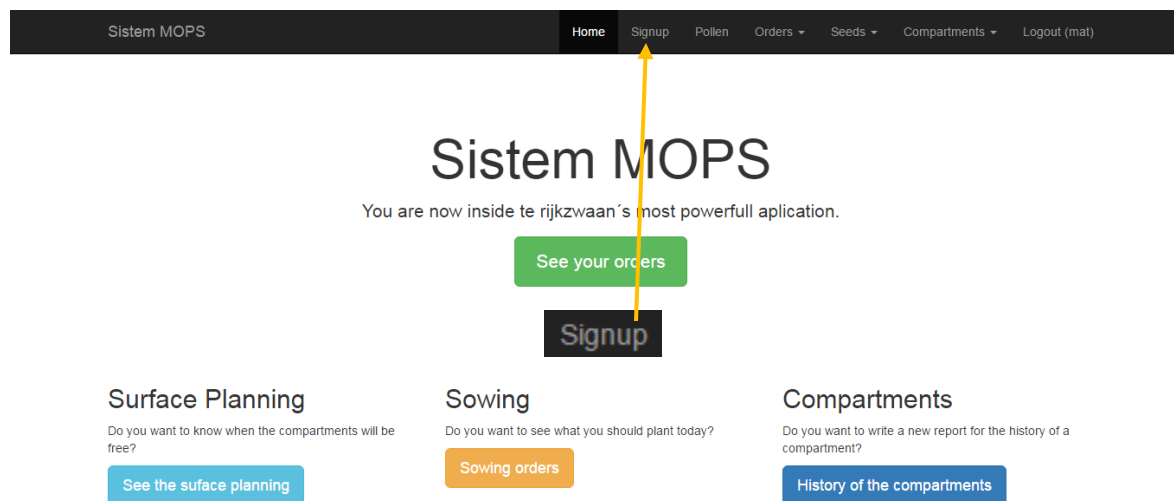 Sistem MOPS
Home Signup Pollen Orders Seeds Compartments Logout (mat)
Sistem MOPS
You are now inside te rijkzwaan´s most powerfull aplication.
See your orders
Signup
Surface Planning
Do you want to know when the compartments will be
free?
See the suface planning
Sowing
Do you want to see what you should plant today?
Sowing orders
Compartments
Do you want to write a new report for the history of a
compartment?
History of the compartments